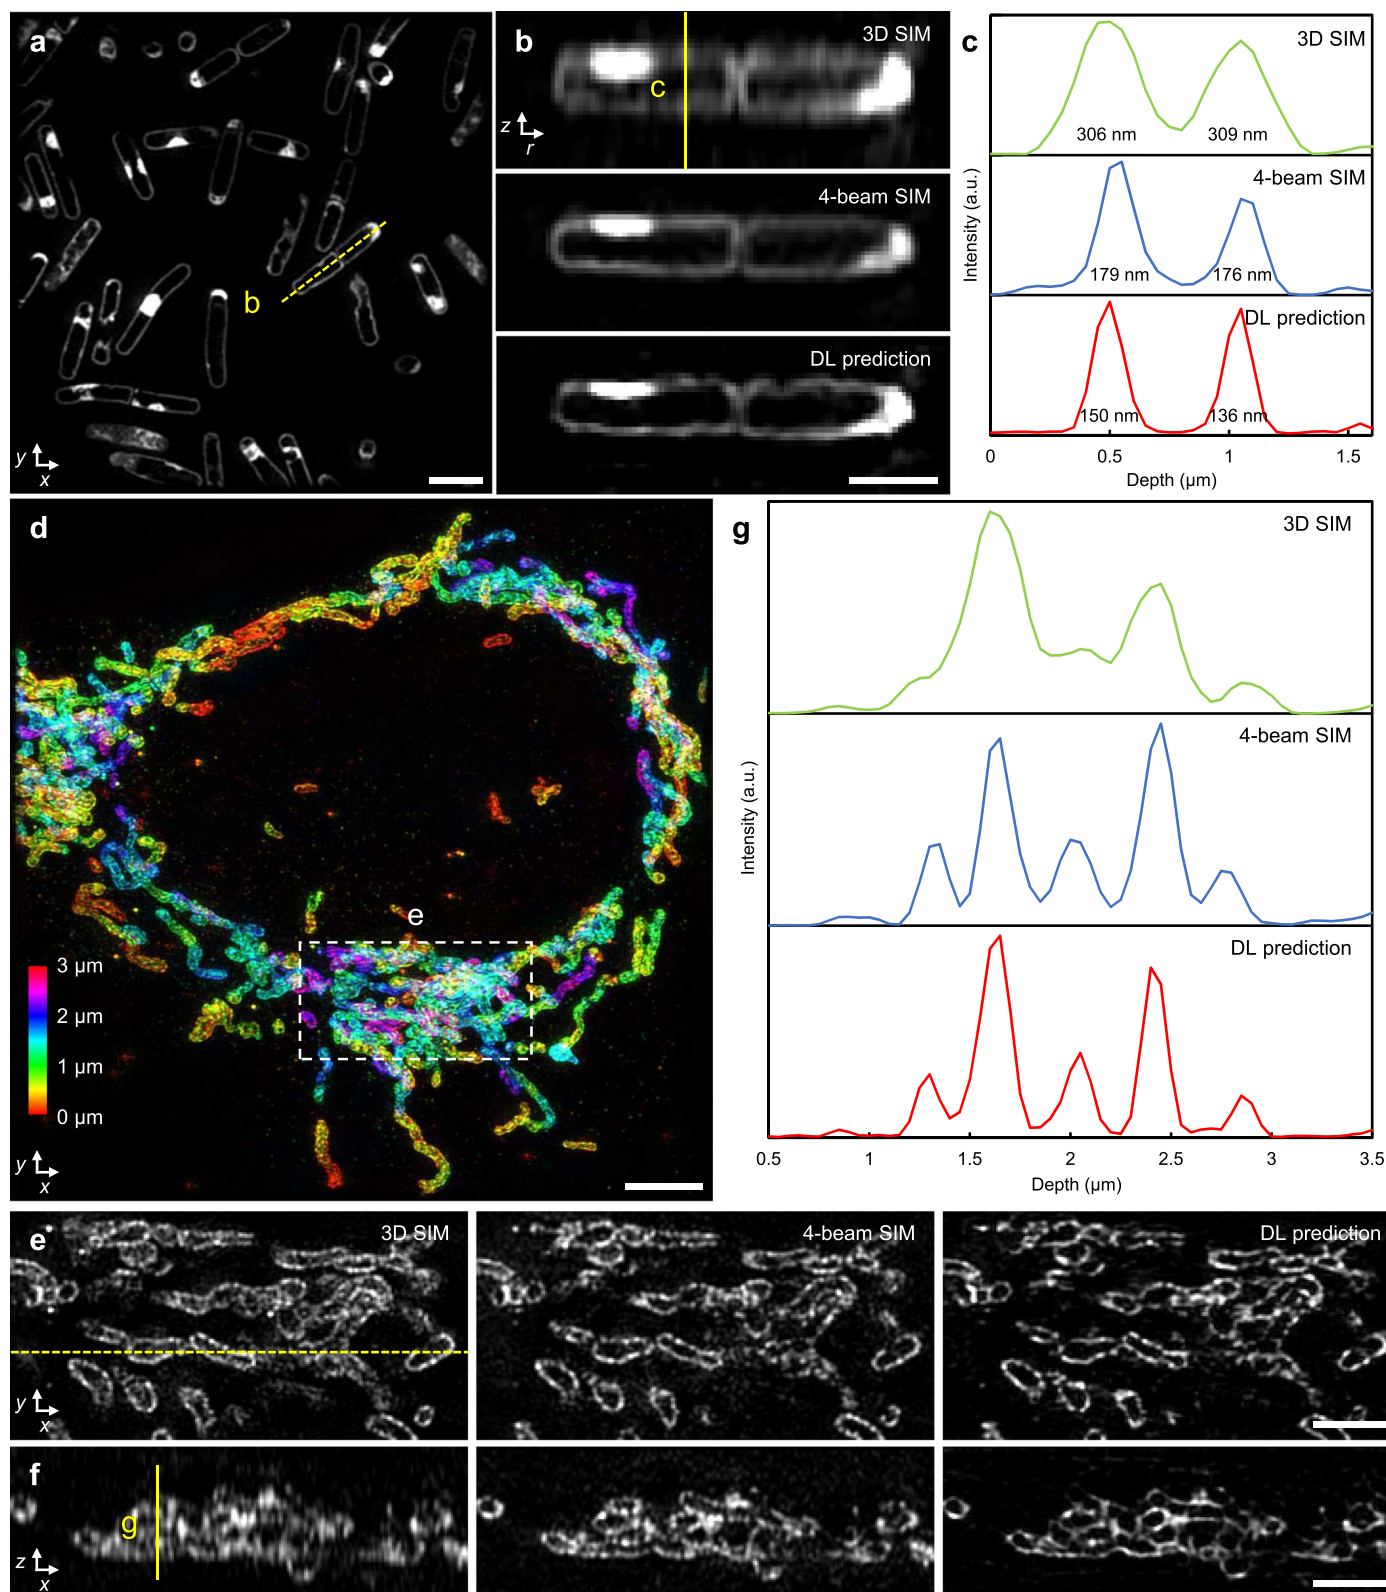 a
b
y
x
b
3D SIM
c
z
r
4-beam SIM
DL prediction
c
3D SIM
306 nm
309 nm
4-beam SIM
179 nm
176 nm
DL prediction
150 nm
136 nm
Intensity (a.u.)
0
0.5
1
1.5
Depth (µm)
d
e
3 µm
2 µm
1 µm
0 µm
y
x
g
3D SIM
4-beam SIM
DL prediction
Intensity (a.u.)
0.5
1
1.5
2
2.5
3
3.5
Depth (µm)
e
3D SIM
y
x
4-beam SIM
DL prediction
f
g
z
x